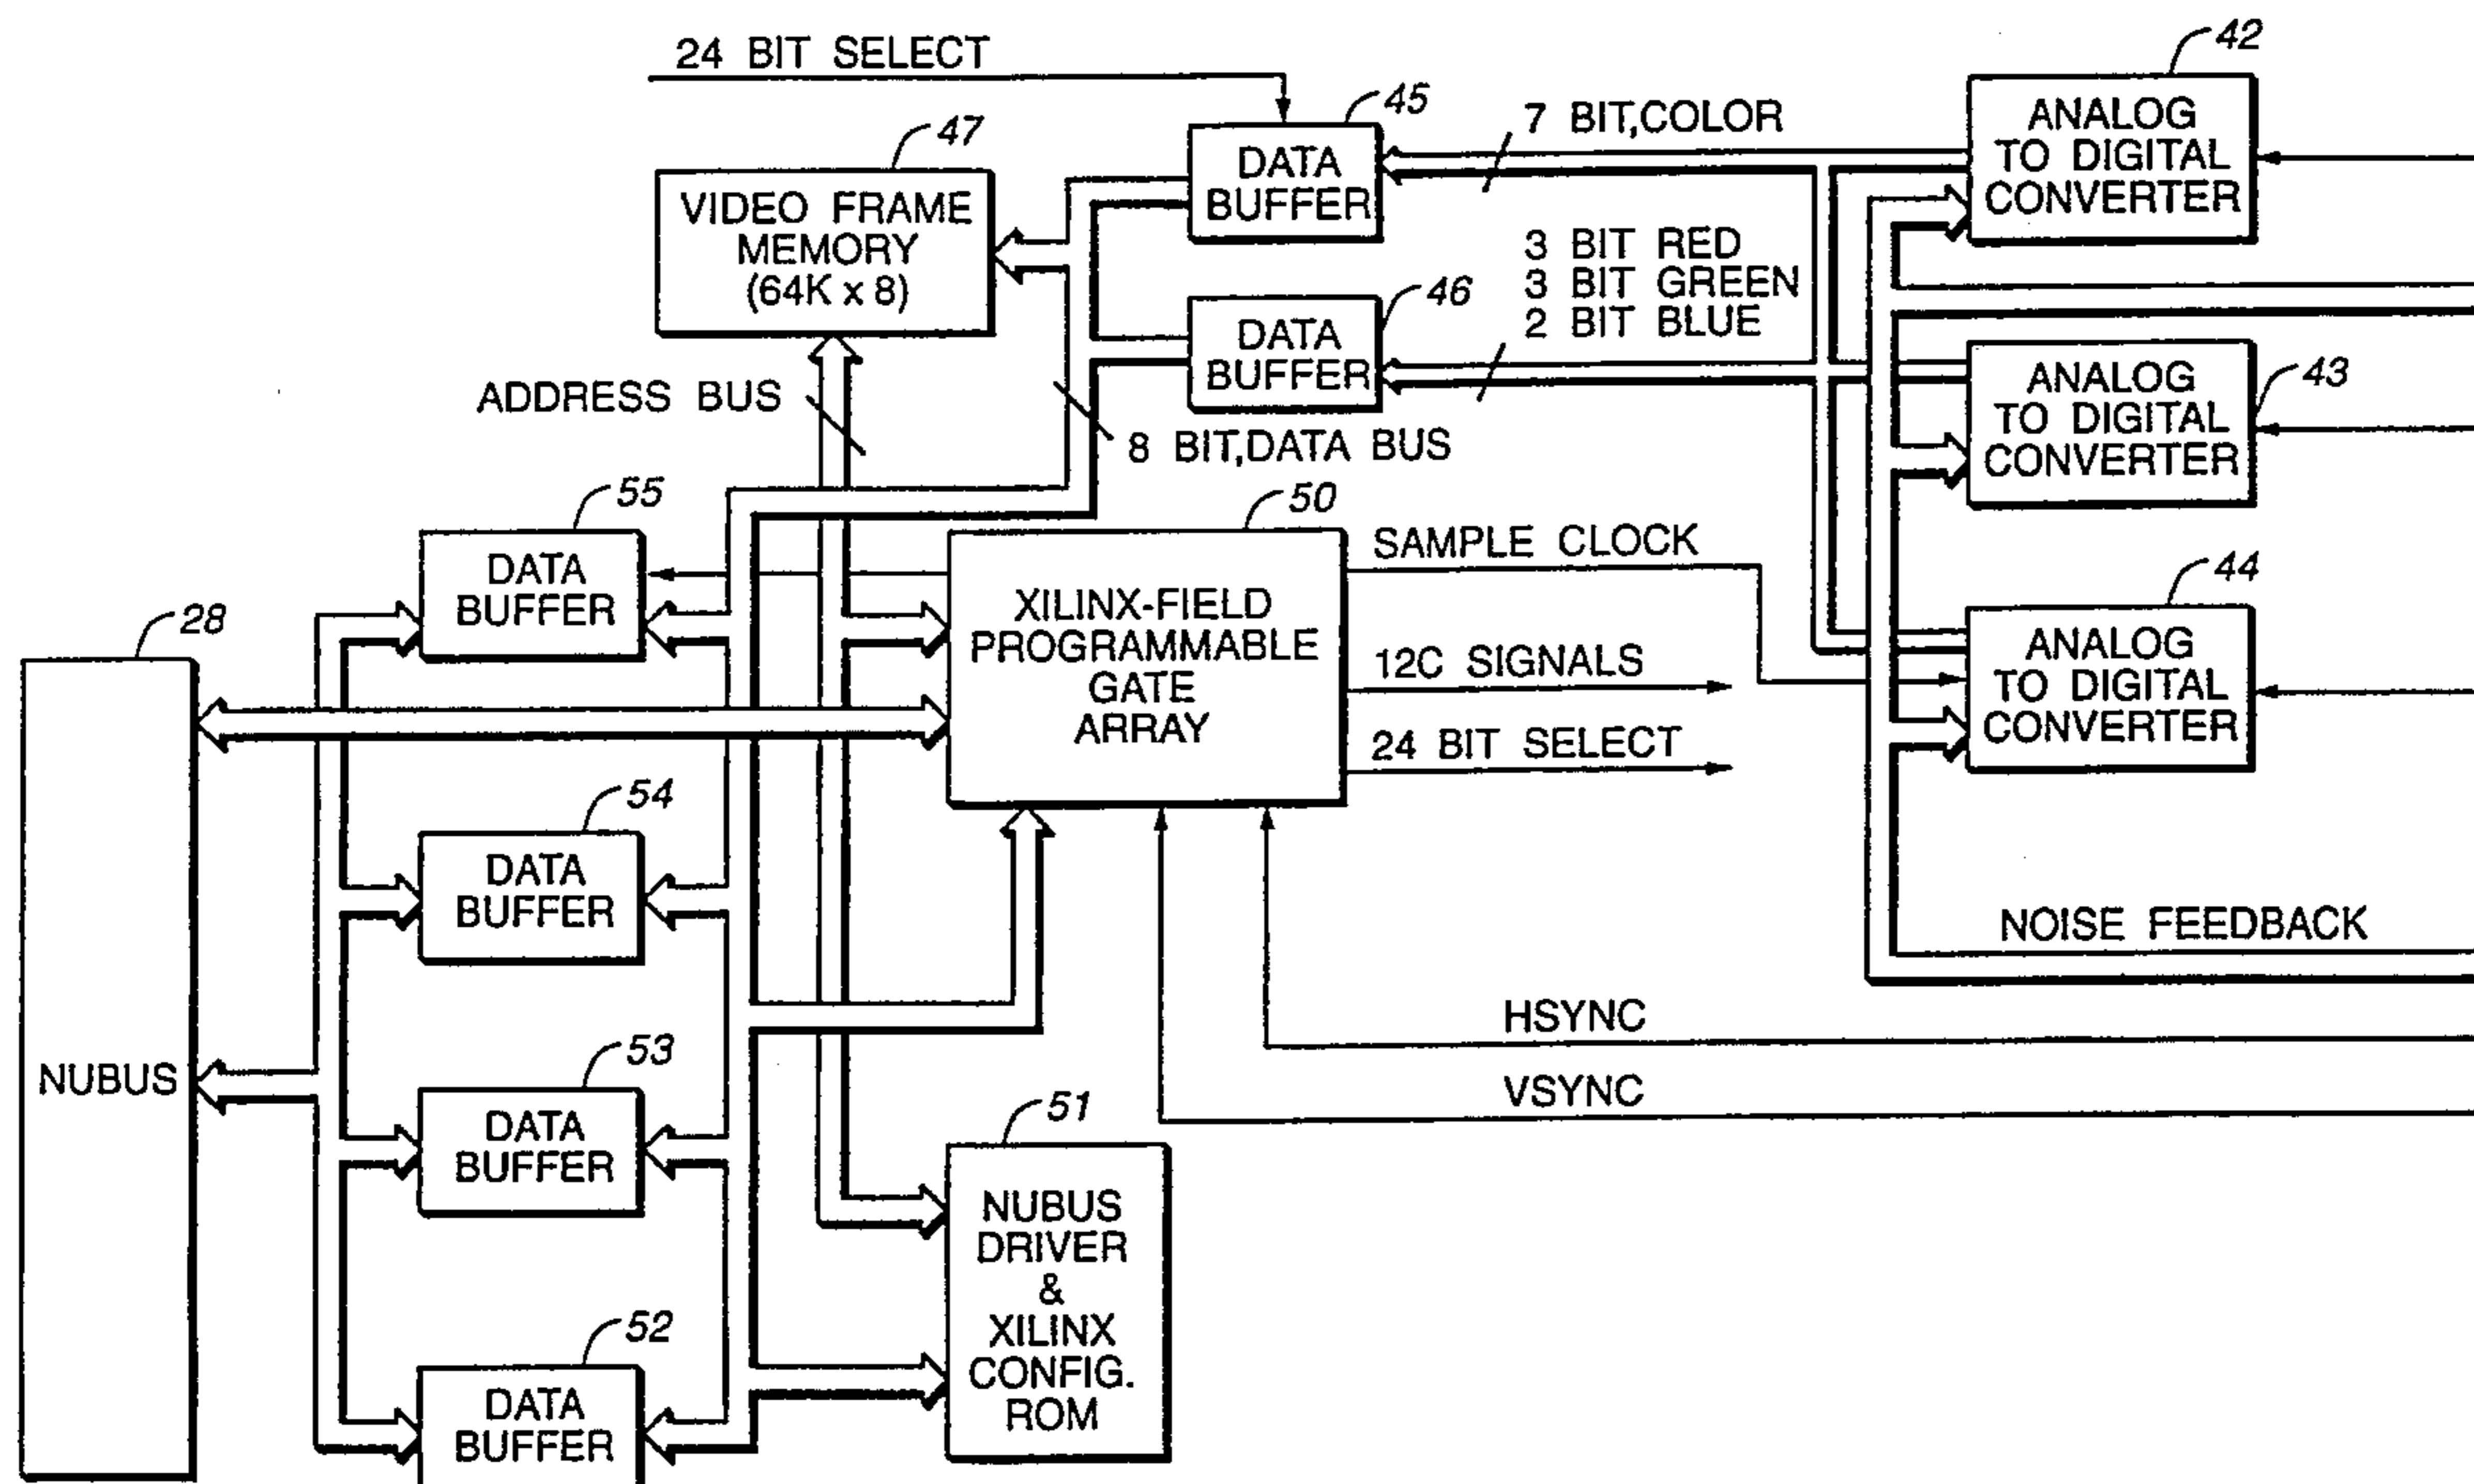 24 BIT SELECT
42
45
47
7 BIT,COLOR
ANALOG
TO DIGITAL
CONVERTER
DATA
BUFFER
VIDEO FRAME
MEMORY
(64K x 8)
3 BIT RED
3 BIT GREEN
2 BIT BLUE
46
DATA
BUFFER
43
ANALOG
TO DIGITAL
CONVERTER
ADDRESS BUS
8 BIT,DATA BUS
55
50
SAMPLE CLOCK
DATA
BUFFER
44
28
XILINX-FIELD
PROGRAMMABLE
GATE
ARRAY
12C SIGNALS
ANALOG
TO DIGITAL
CONVERTER
24 BIT SELECT
54
DATA
BUFFER
NOISE FEEDBACK
HSYNC
53
NUBUS
VSYNC
51
DATA
BUFFER
NUBUS
DRIVER
&
XILINX
CONFIG.
ROM
52
DATA
BUFFER